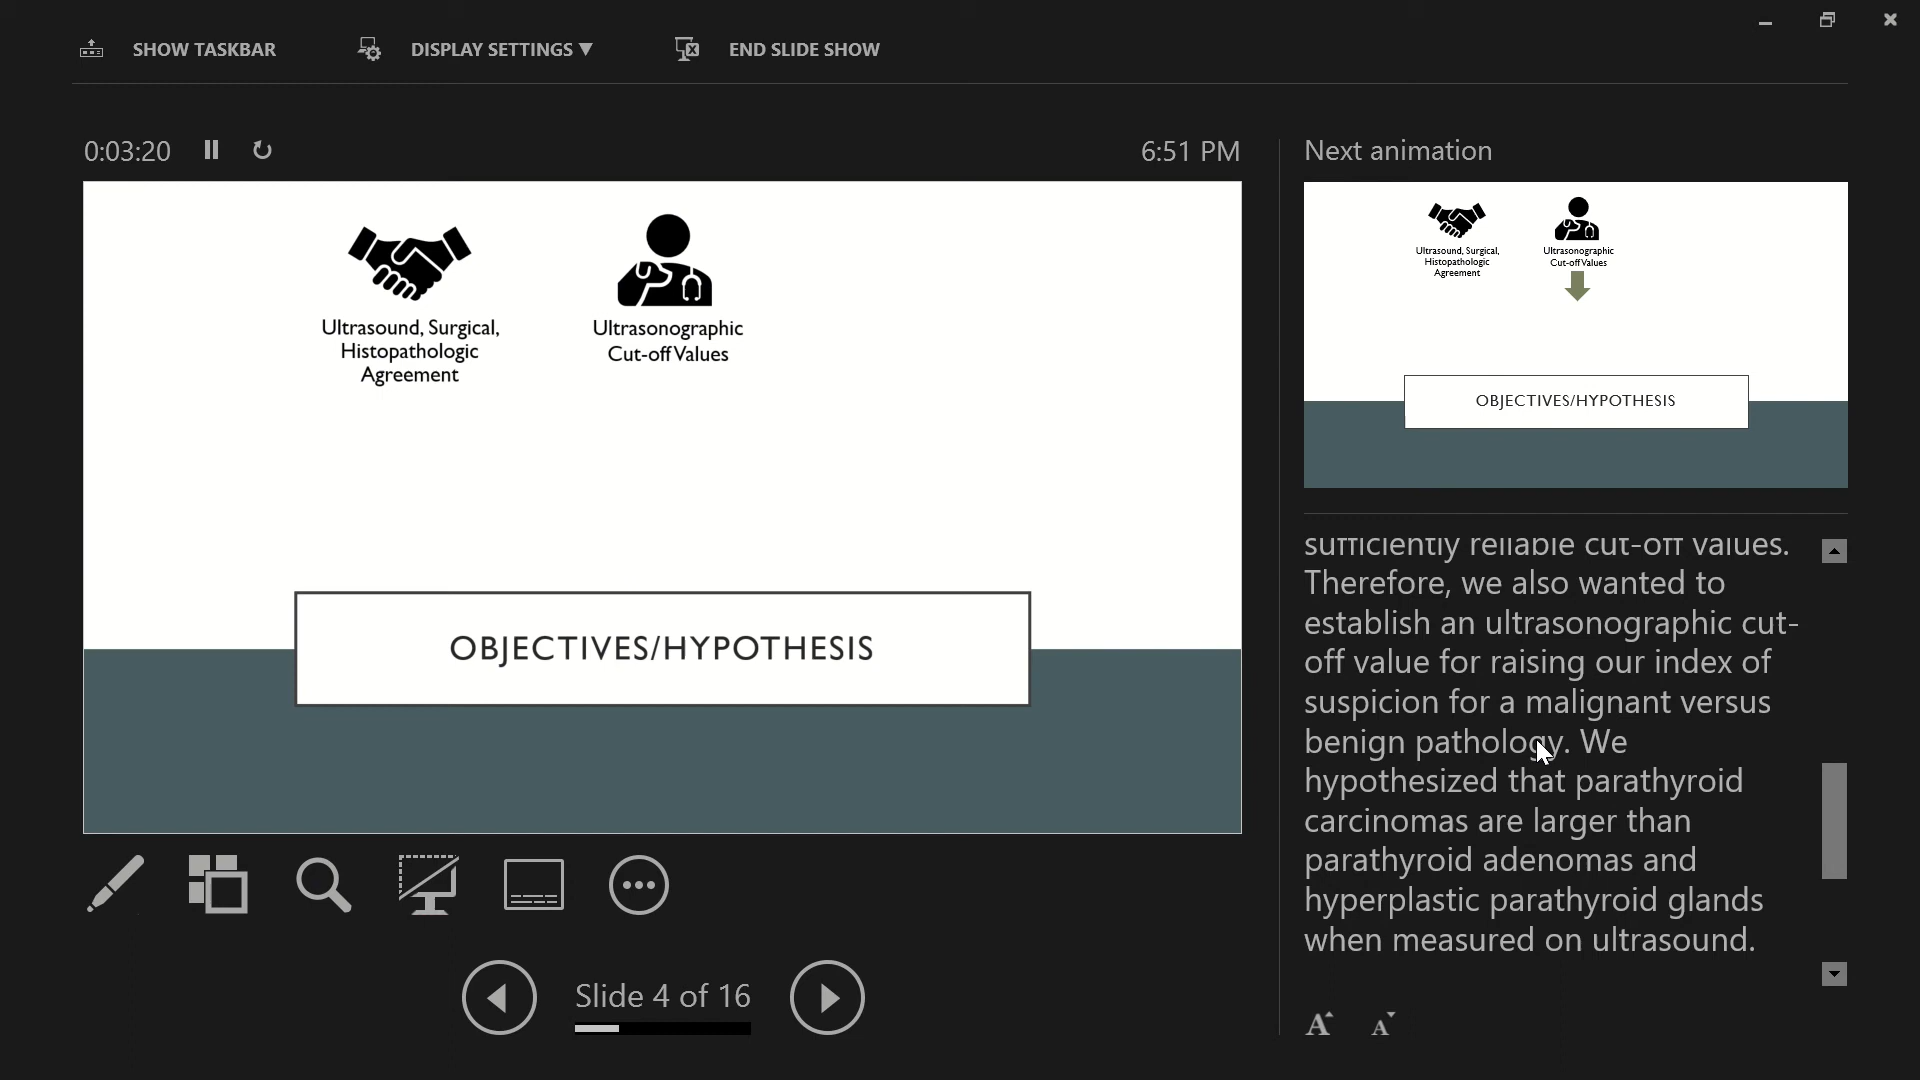 SHOW TASKBAR
DISPLAY SETTINGS ▼
END SLIDE SHOW
0:03:20
6:51 PM
Ultrasound, Surgical,
Histopathologic
Agreement
Ultrasonographic
Cut-off Values
OBJECTIVES/HYPOTHESIS
Slide 4 of 16
Next animation
Ultrasound, Surgical,
Histopathologic
Agreement
Ultrasonographic
Cut-off Values
OBJECTIVES/HYPOTHESIS
sufficiently reliable cut-off values.
Therefore, we also wanted to
establish an ultrasonographic cut-
off value for raising our index of
suspicion for a malignant versus
benign pathology. We
hypothesized that parathyroid
carcinomas are larger than
parathyroid adenomas and
hyperplastic parathyroid glands
when measured on ultrasound.
A
A